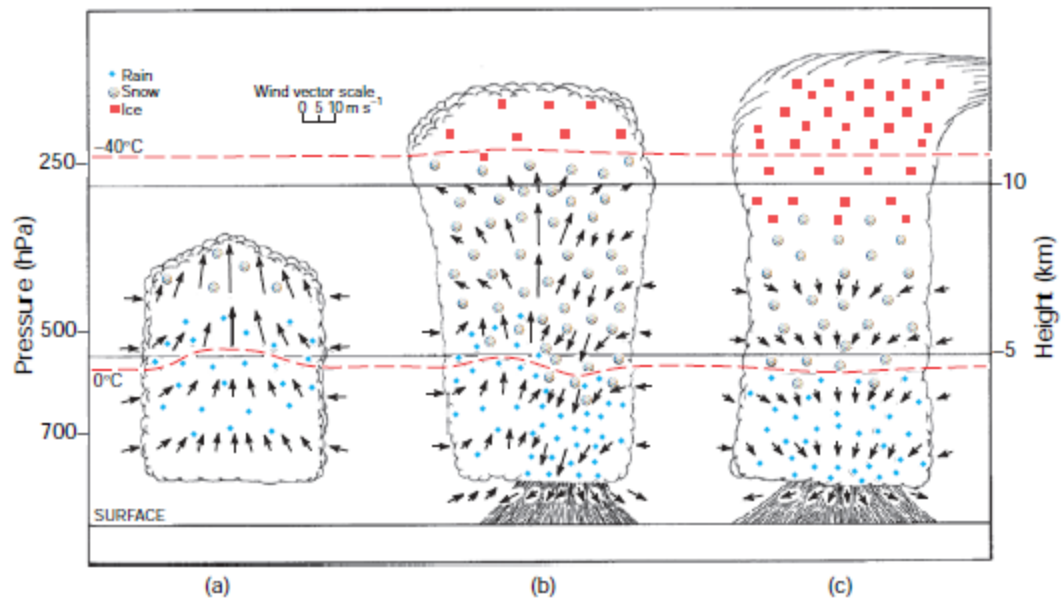 Rain
Snow
Ice
Wind vector scale
0 5 10 m s⁻¹
–40°C
250
10
Pressure (hPa)
Height (km)
500
5
0°C
700
SURFACE
(a)
(b)
(c)